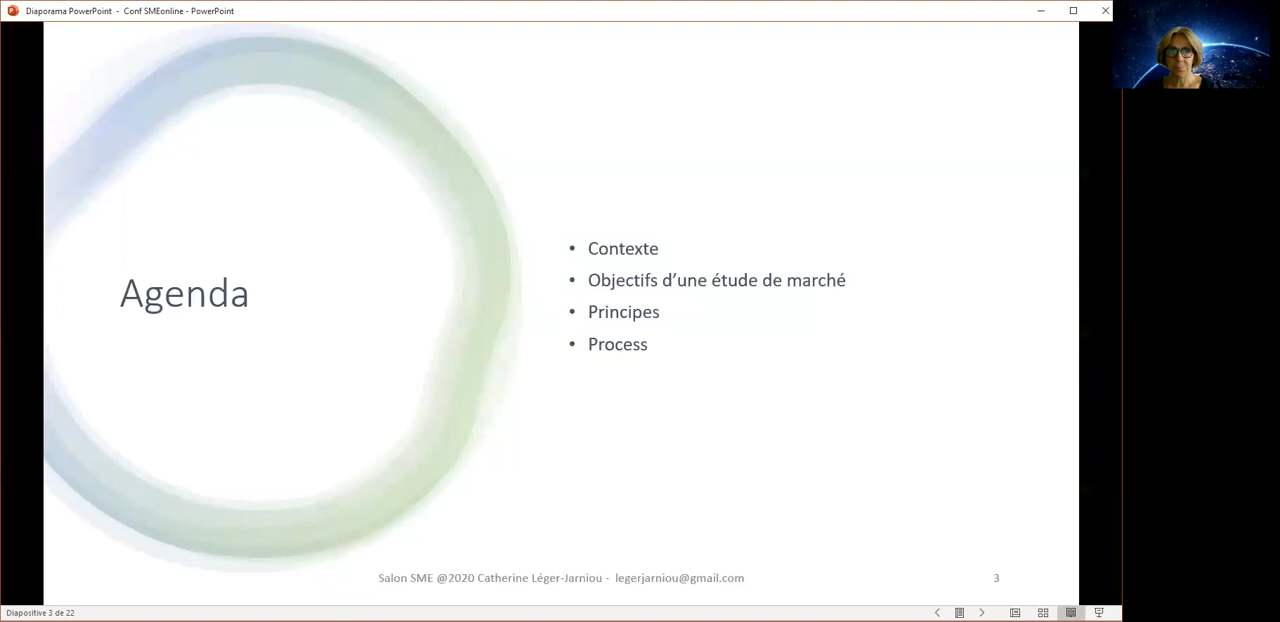 Diaporama PowerPoint - Conf SMEonline - PowerPoint
Agenda
• Contexte
• Objectifs d’une étude de marché
• Principes
• Process
Salon SME @2020 Catherine Léger-Jarniou - legerjarniou@gmail.com
3
Diapositive 3 de 22